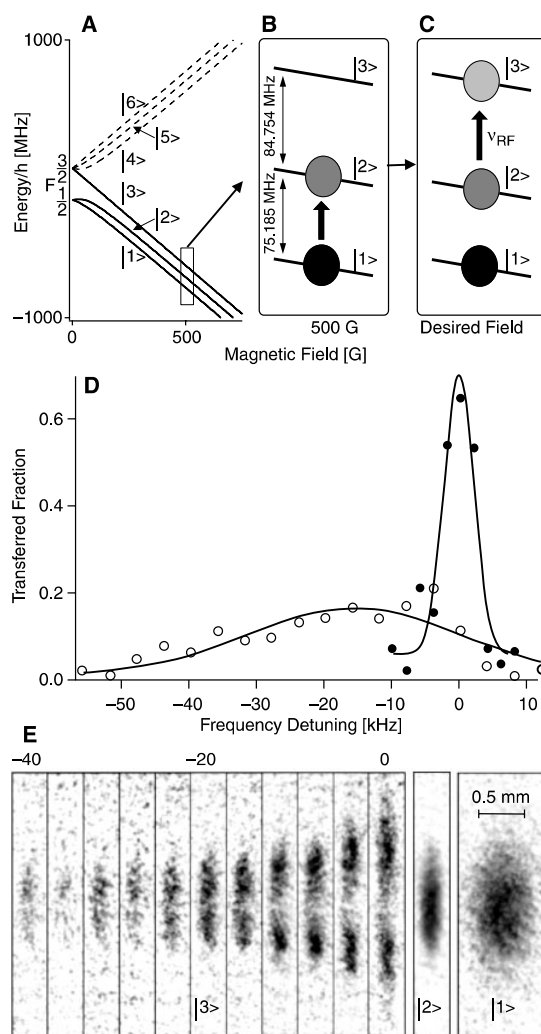 A
B
C
1000
Energy/h [MHz]
F
3
2
1
2
-1000
|6>
|5>
|4>
|3>
|2>
|1>
0
500
Magnetic Field [G]
|3>
84.754 MHz
|2>
75.185 MHz
|1>
500 G
|3>
νRF
|2>
|1>
Desired Field
D
Transferred Fraction
0.6
0.4
0.2
0.0
−50
−40
−30
−20
−10
0
10
Frequency Detuning [kHz]
E
−40
−20
0
0.5 mm
|3>
|2>
|1>